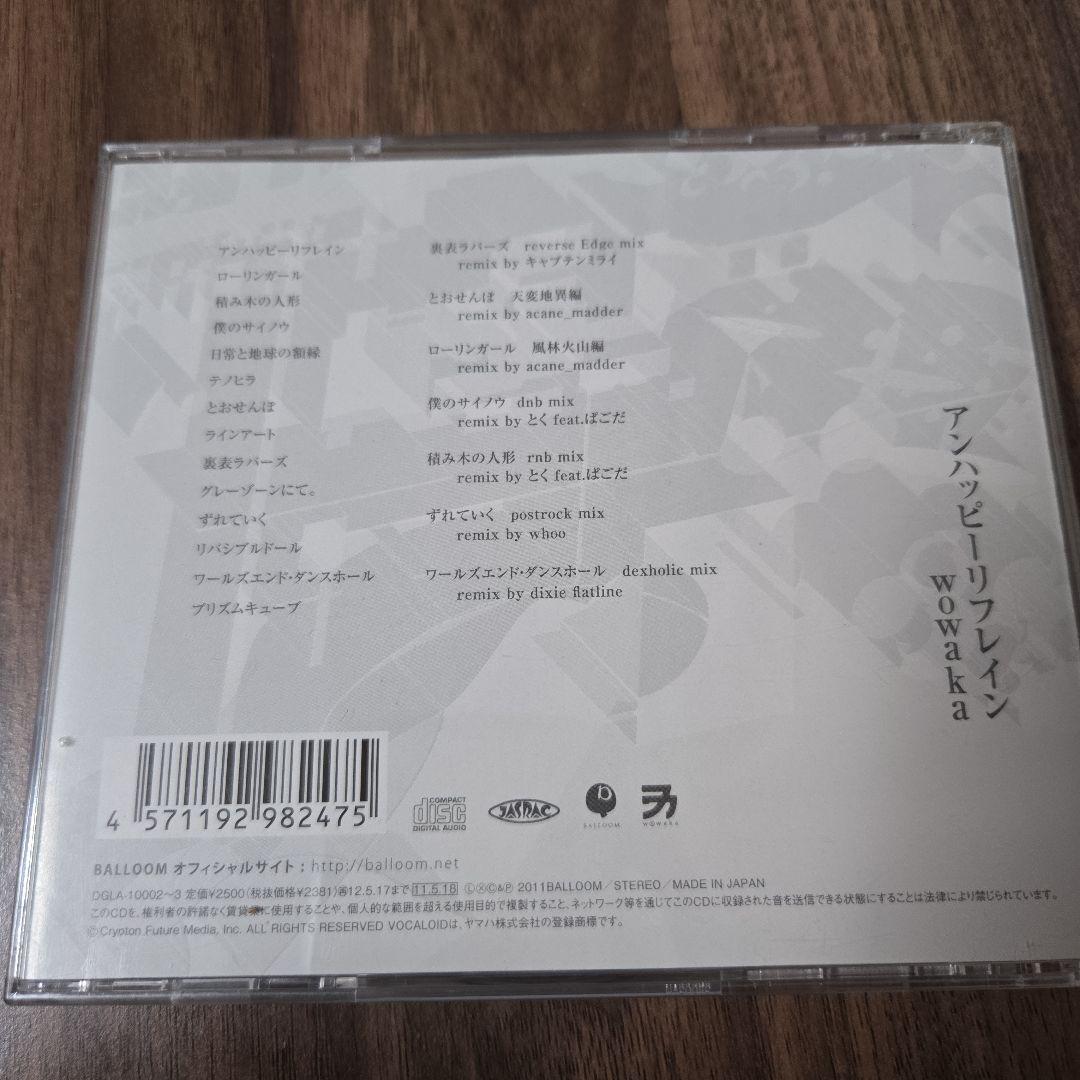 アンハッピーリフレイン
ローリンガール
積み木の人形
僕のサイノウ
日常と地球の額縁
テノヒラ
とおせんぼ
ラインアート
裏表ラバーズ
グレーゾーンにて。
ずれていく
リバシブルドール
ワールズエンド・ダンスホール
プリズムキューブ
裏表ラバーズ reverse Edge mix
remix by キャプテンミライ
とおせんぼ 天変地異編
remix by acane_madder
ローリンガール 風林火山編
remix by acane_madder
僕のサイノウ dnb mix
remix by とく feat.ぱごだ
積み木の人形 rnb mix
remix by とく feat.ぱごだ
ずれていく postrock mix
remix by whoo
ワールズエンド・ダンスホール dexholic mix
remix by dixie flatline
アンハッピーリフレイン
wowaka
4 571192 982475
COMPACT
disc
DIGITAL AUDIO
JASRAC
BALLOOM
WOWAKA
BALLOOM オフィシャルサイト : http://balloom.net
DGLA-10002〜3 定価¥2500(税抜価格¥2381)再12.5.17まで 11.5.18 ⓁⓍⒸ&Ⓟ 2011BALLOOM／STEREO／MADE IN JAPAN
このCDを、権利者の許諾なく賃貸業に使用することや、個人的な範囲を超える使用目的で複製すること、ネットワーク等を通じてこのCDに収録された音を送信できる状態にすることは法律により禁じられています。
©Crypton Future Media, Inc. ALL RIGHTS RESERVED VOCALOIDは、ヤマハ株式会社の登録商標です。